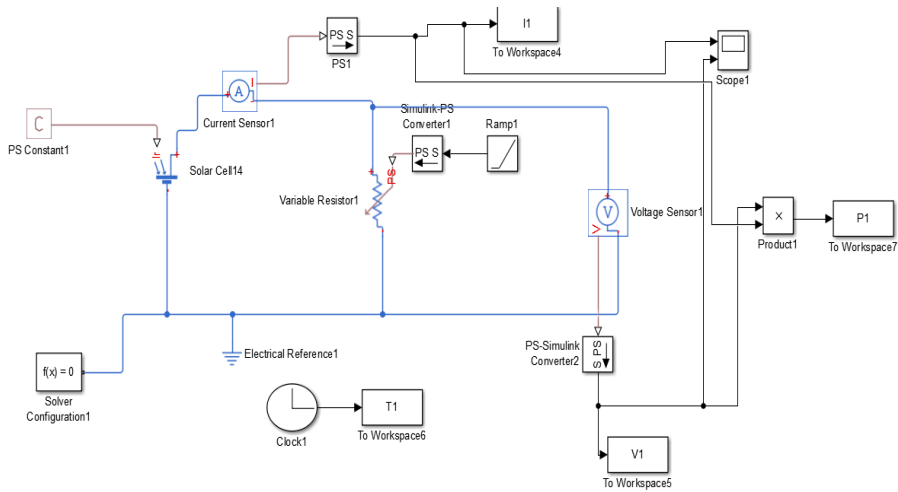 I1
To Workspace4
PS S
PS1
Scope1
A
I
+
Current Sensor1
C
PS Constant1
Ir
+
Solar Cell14
Simulink-PS
Converter1
Ramp1
PS S
PS
+
Variable Resistor1
+
V
V
Voltage Sensor1
×
Product1
P1
To Workspace7
Electrical Reference1
f(x) = 0
Solver
Configuration1
PS-Simulink
Converter2
S PS
Clock1
T1
To Workspace6
V1
To Workspace5